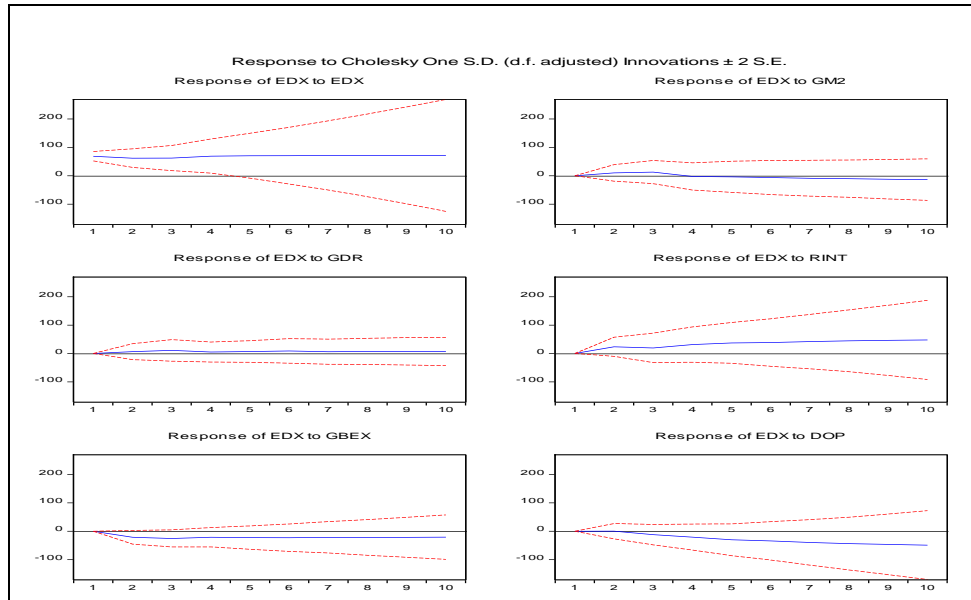 Response to Cholesky One S.D. (d.f. adjusted) Innovations ± 2 S.E.
Response of EDX to EDX
200
100
0
-100
1 2 3 4 5 6 7 8 9 10
Response of EDX to GM2
200
100
0
-100
1 2 3 4 5 6 7 8 9 10
Response of EDX to GDR
200
100
0
-100
1 2 3 4 5 6 7 8 9 10
Response of EDX to RINT
200
100
0
-100
1 2 3 4 5 6 7 8 9 10
Response of EDX to GBEX
200
100
0
-100
1 2 3 4 5 6 7 8 9 10
Response of EDX to DOP
200
100
0
-100
1 2 3 4 5 6 7 8 9 10